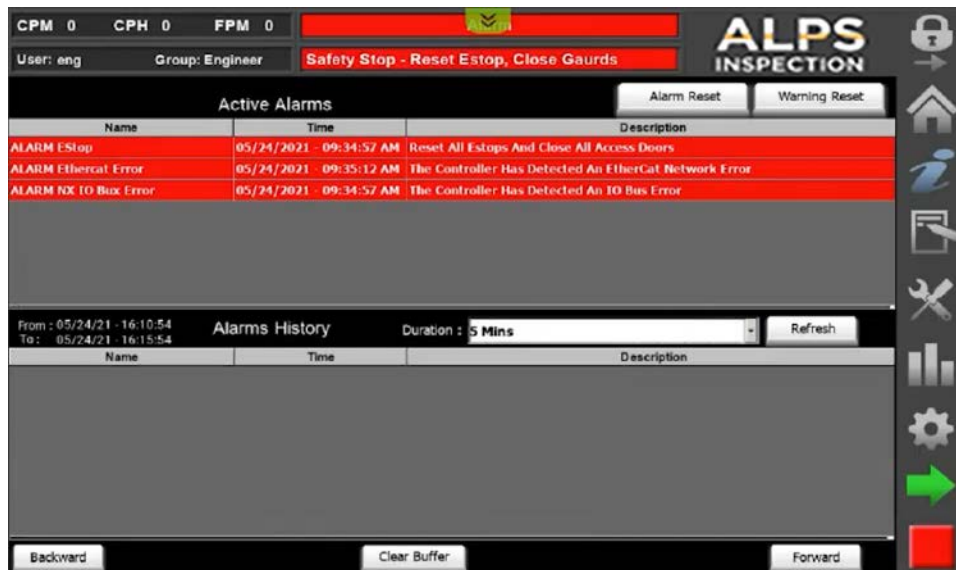 CPM 0 CPH 0 FPM 0
Alarm
User: eng Group: Engineer
Safety Stop - Reset Estop, Close Gaurds
ALPS
INSPECTION
Active Alarms
Alarm Reset
Warning Reset
Name Time Description
ALARM EStop 05/24/2021 - 09:34:57 AM Reset All Estops And Close All Access Doors
ALARM Ethercat Error 05/24/2021 - 09:35:12 AM The Controller Has Detected An EtherCat Network Error
ALARM NX IO Bux Error 05/24/2021 - 09:34:57 AM The Controller Has Detected An IO Bus Error
From : 05/24/21 - 16:10:54
To : 05/24/21 - 16:15:54
Alarms History
Duration : 5 Mins
Refresh
Name Time Description
Backward
Clear Buffer
Forward